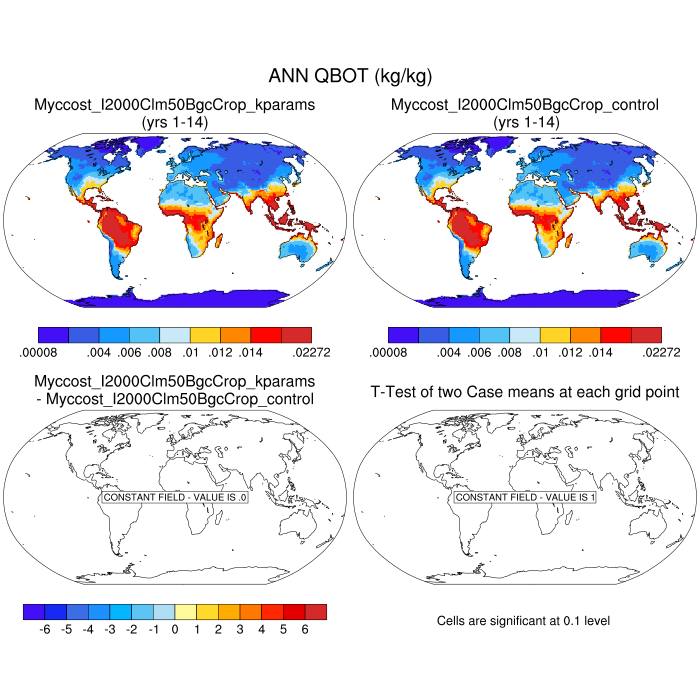 ANN QBOT (kg/kg)
Myccost_I2000Clm50BgcCrop_kparams
(yrs 1-14)
Myccost_I2000Clm50BgcCrop_control
(yrs 1-14)
.00008 .004 .006 .008 .01 .012 .014 .02272
.00008 .004 .006 .008 .01 .012 .014 .02272
Myccost_I2000Clm50BgcCrop_kparams
- Myccost_I2000Clm50BgcCrop_control
T-Test of two Case means at each grid point
CONSTANT FIELD - VALUE IS .0
CONSTANT FIELD - VALUE IS 1
-6 -5 -4 -3 -2 -1 0 1 2 3 4 5 6
Cells are significant at 0.1 level